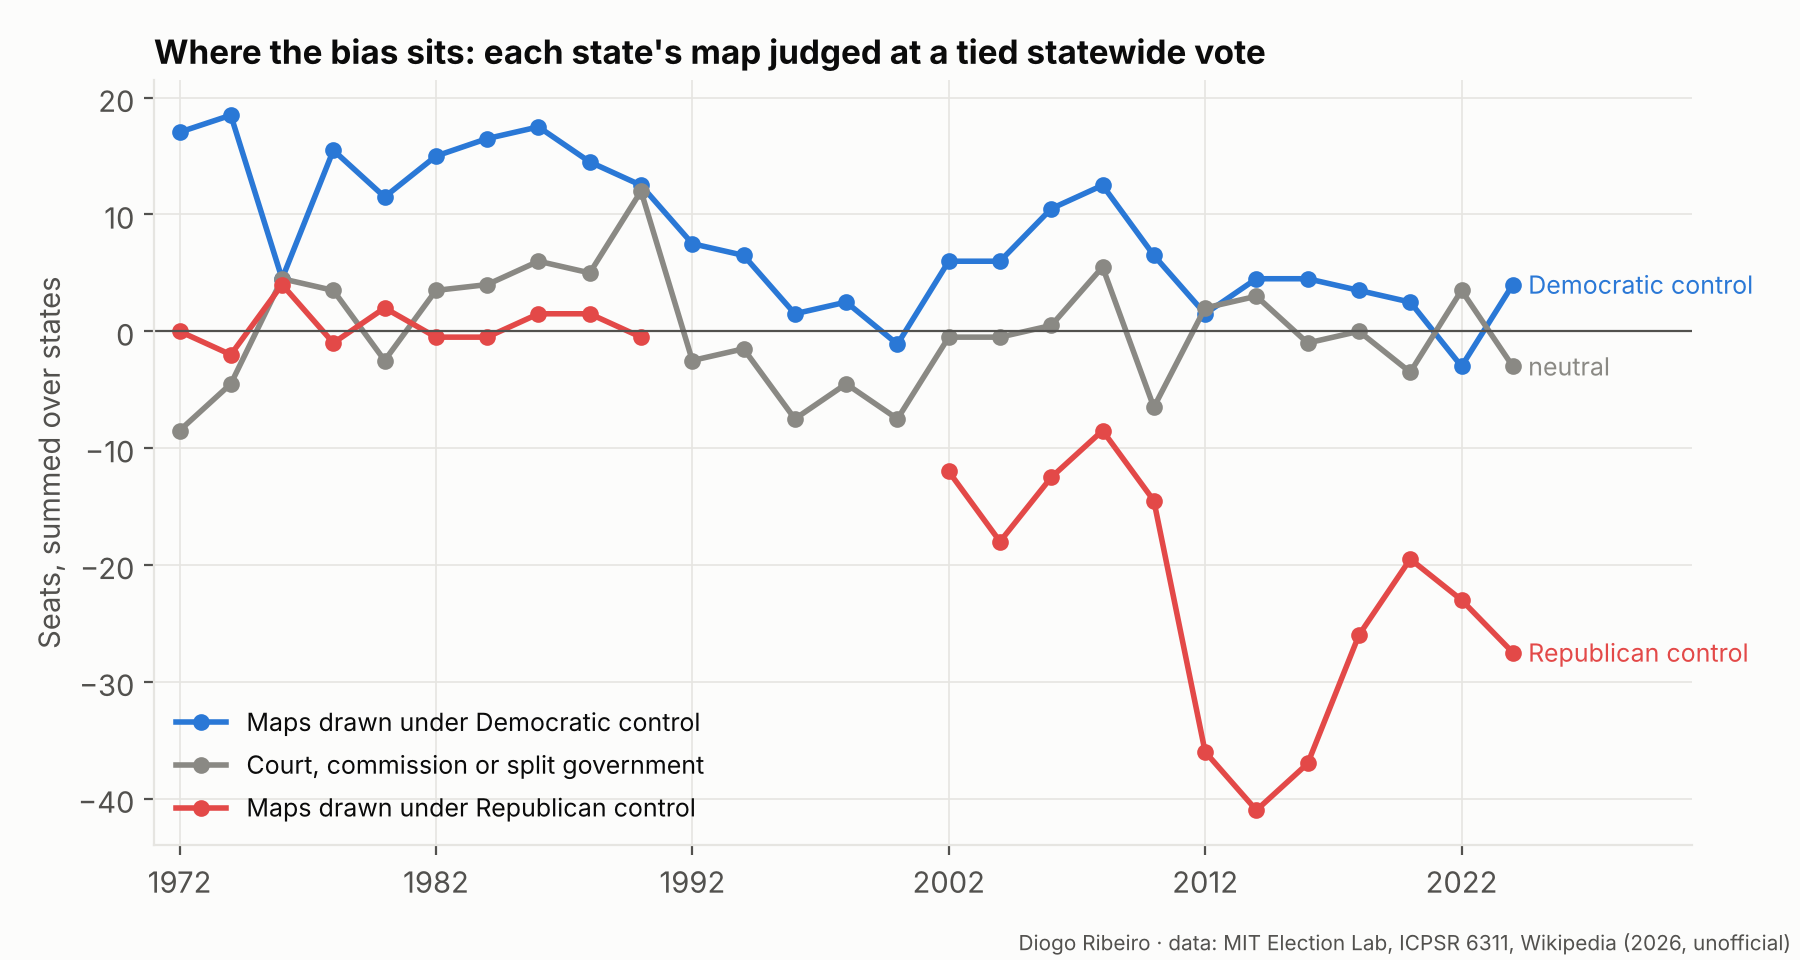 Where the bias sits: each state's map judged at a tied statewide vote
Seats, summed over states
20
10
0
−10
−20
−30
−40
Democratic control
neutral
Republican control
Maps drawn under Democratic control
Court, commission or split government
Maps drawn under Republican control
1972
1982
1992
2002
2012
2022
Diogo Ribeiro · data: MIT Election Lab, ICPSR 6311, Wikipedia (2026, unofficial)